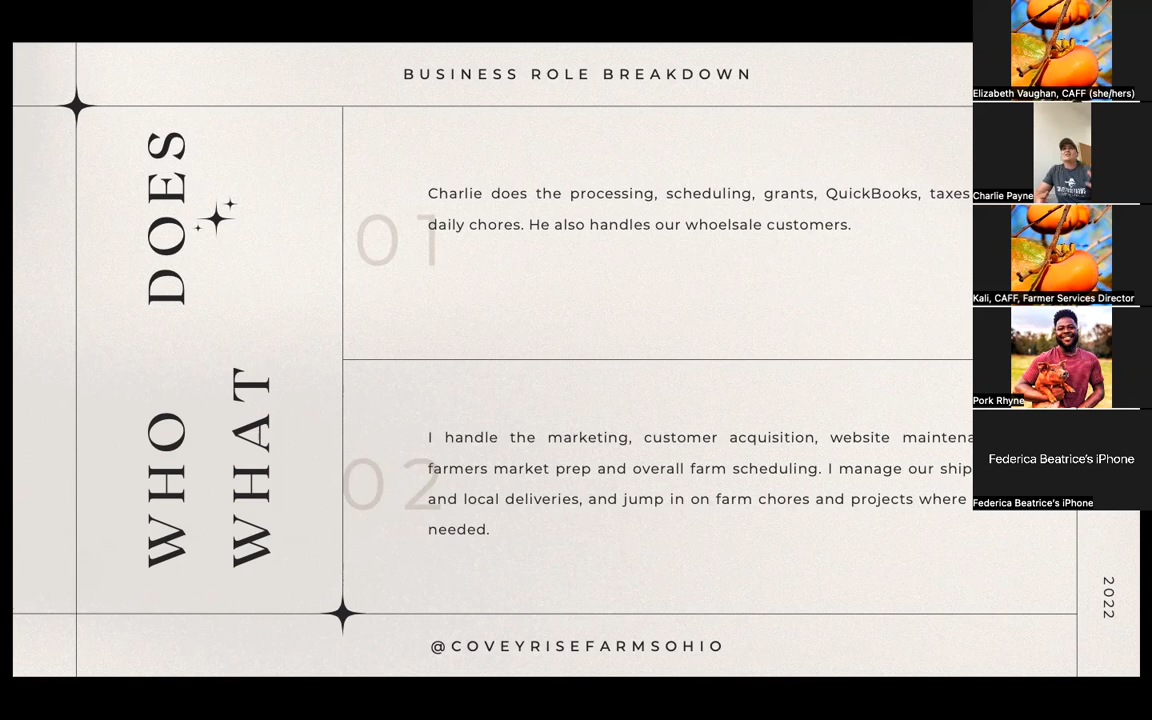 BUSINESS ROLE BREAKDOWN
WHO DOES
WHAT
01
Charlie does the processing, scheduling, grants, QuickBooks, taxes
daily chores. He also handles our whoelsale customers.
02
I handle the marketing, customer acquisition, website
farmers market prep and overall farm scheduling. I manage our
and local deliveries, and jump in on farm chores and projects where
needed.
2022
@COVEYRISEFARMSOHIO
Elizabeth Vaughan, CAFF (she/hers)
Charlie Payne
Kali, CAFF, Farmer Services Director
Pork Rhyne
Federica Beatrice's iPhone
Federica Beatrice's iPhone